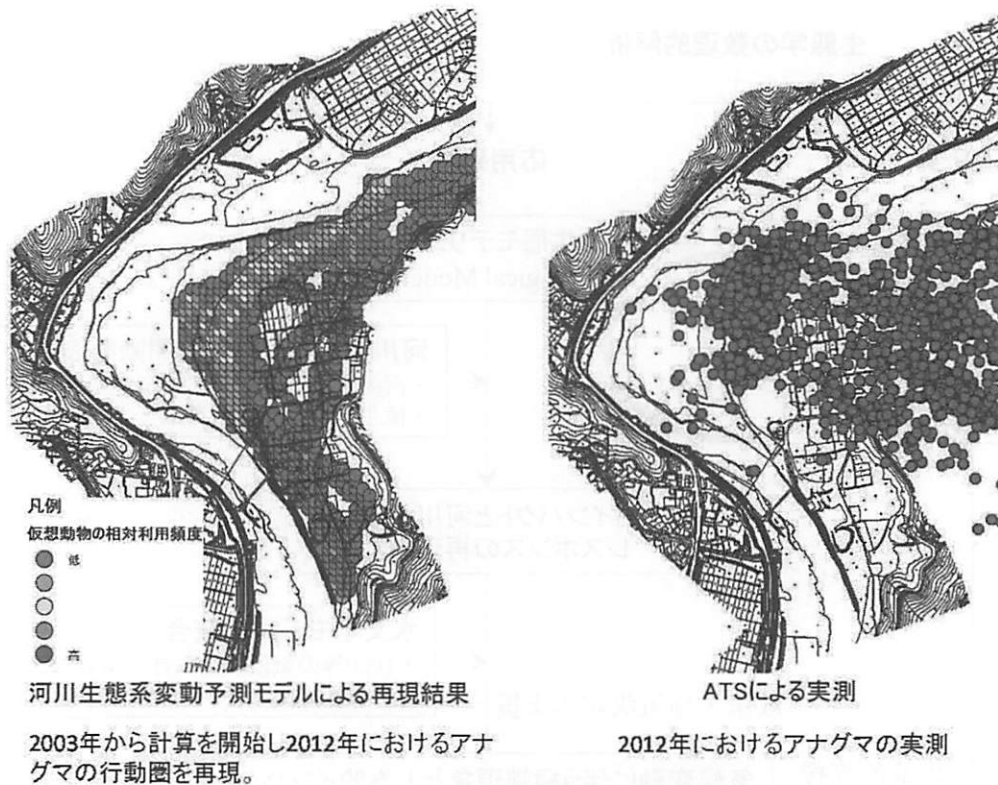 凡例
仮想動物の相対利用頻度
低
高
河川生態系変動予測モデルによる再現結果
2003年から計算を開始し2012年におけるアナ
グマの行動圏を再現。
ATSによる実測
2012年におけるアナグマの実測